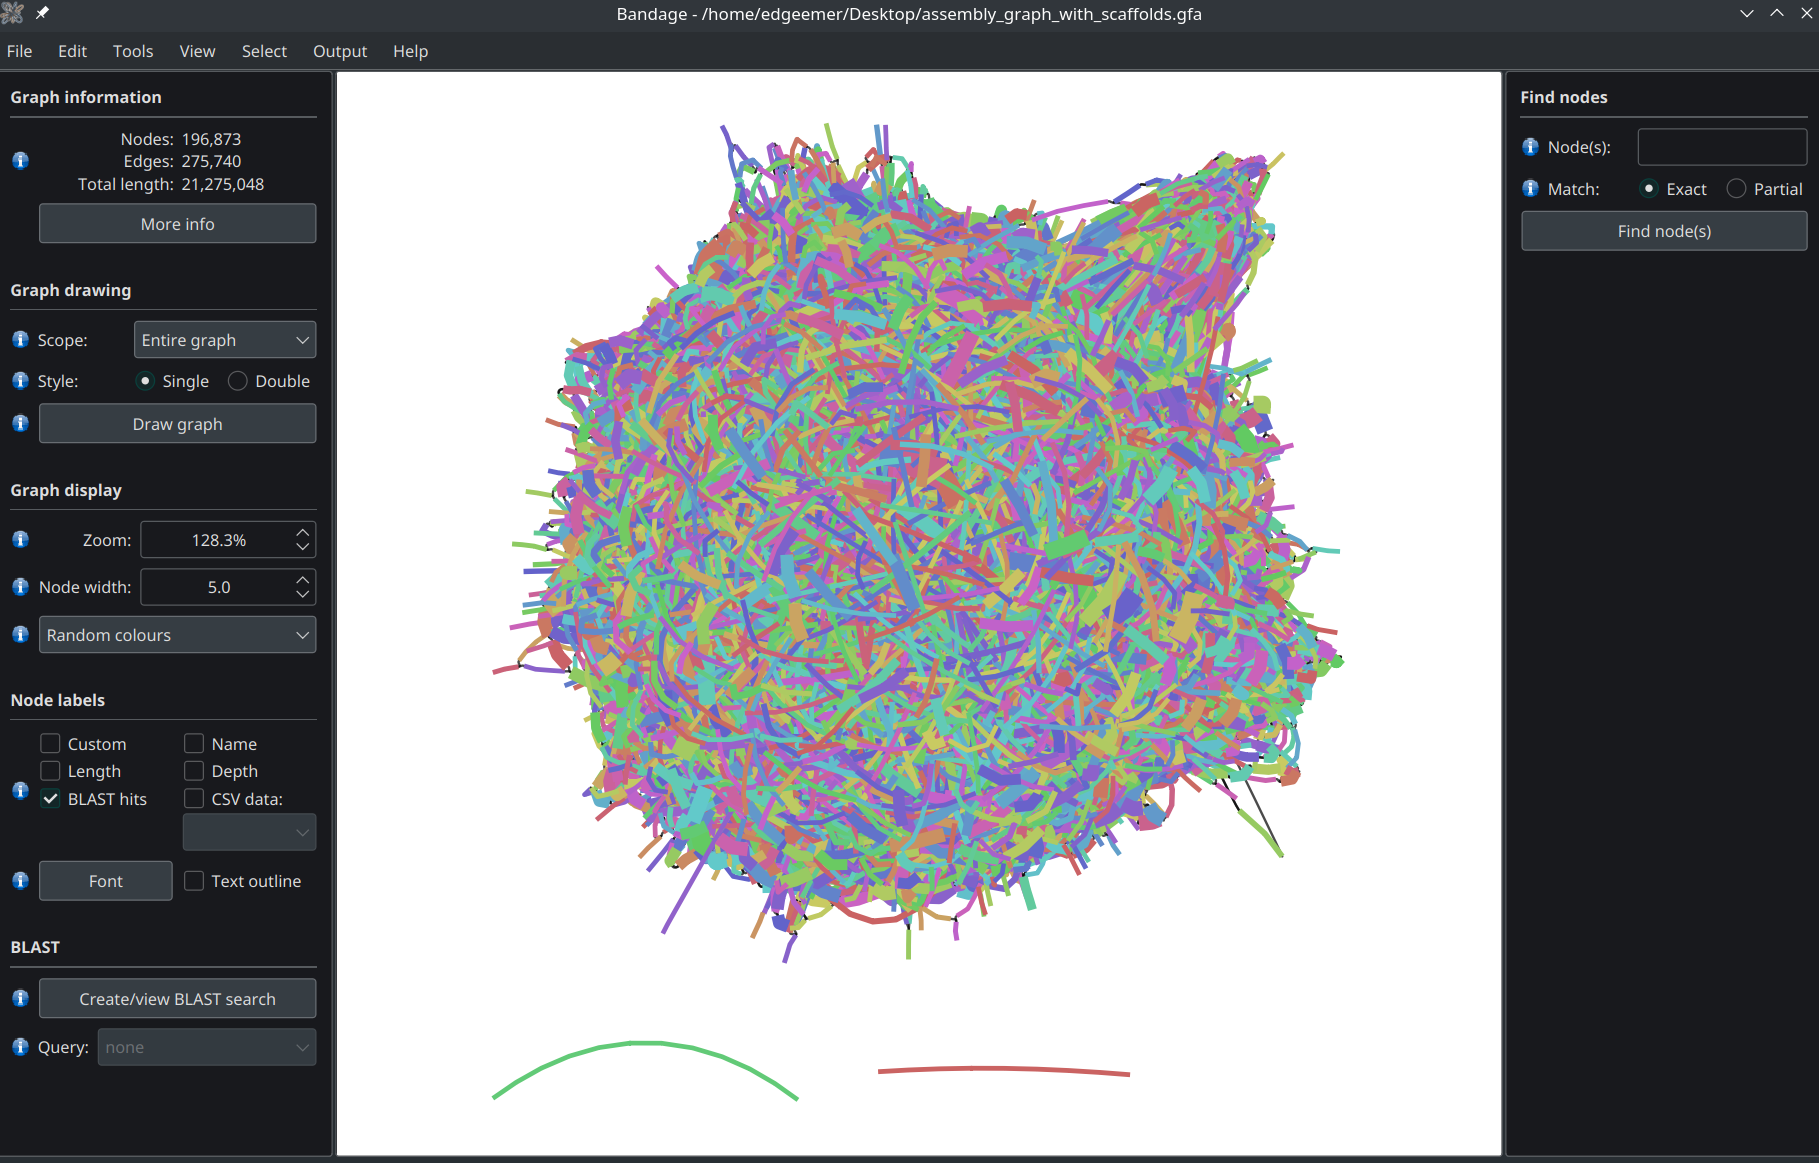 Bandage - /home/edgeemer/Desktop/assembly_graph_with_scaffolds.gfa
File Edit Tools View Select Output Help
Graph information
Nodes: 196,873
Edges: 275,740
Total length: 21,275,048
More info
Graph drawing
Scope: Entire graph
Style: Single Double
Draw graph
Graph display
Zoom: 128.3%
Node width: 5.0
Random colours
Node labels
Custom Name
Length Depth
BLAST hits CSV data:
Font Text outline
BLAST
Create/view BLAST search
Query: none
Find nodes
Node(s):
Match: Exact Partial
Find node(s)